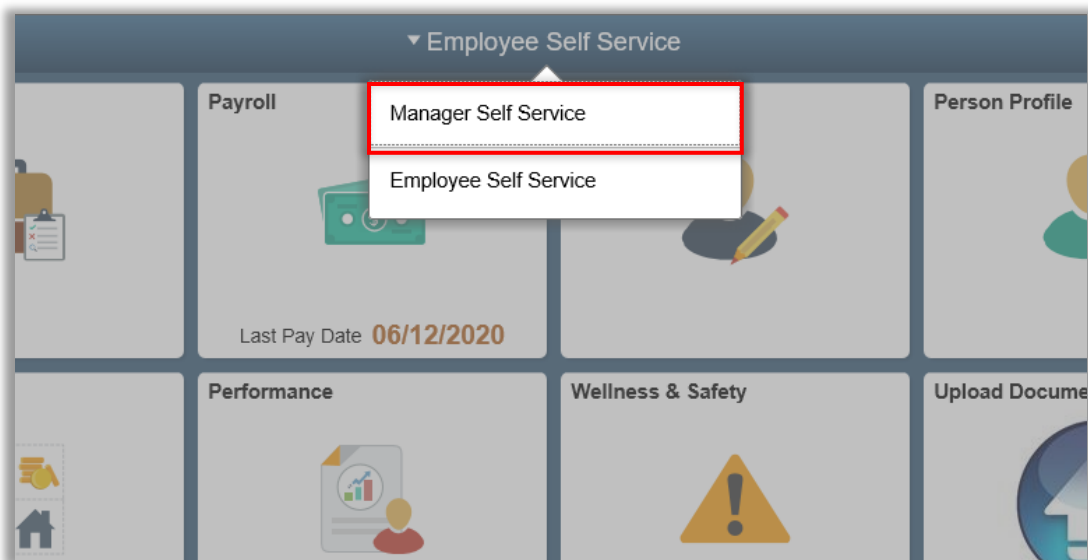 Employee Self Service
Payroll
Manager Self Service
Person Profile
Employee Self Service
Last Pay Date 06/12/2020
Performance
Wellness & Safety
Upload Docume